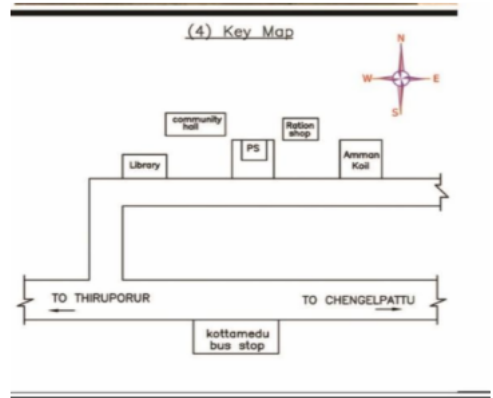 (4) Key Map
N
W
E
S
community
hall
Ration
shop
PS
Library
Amman
Koil
TO THIRUPORUR
TO CHENGELPATTU
kottamedu
bus stop